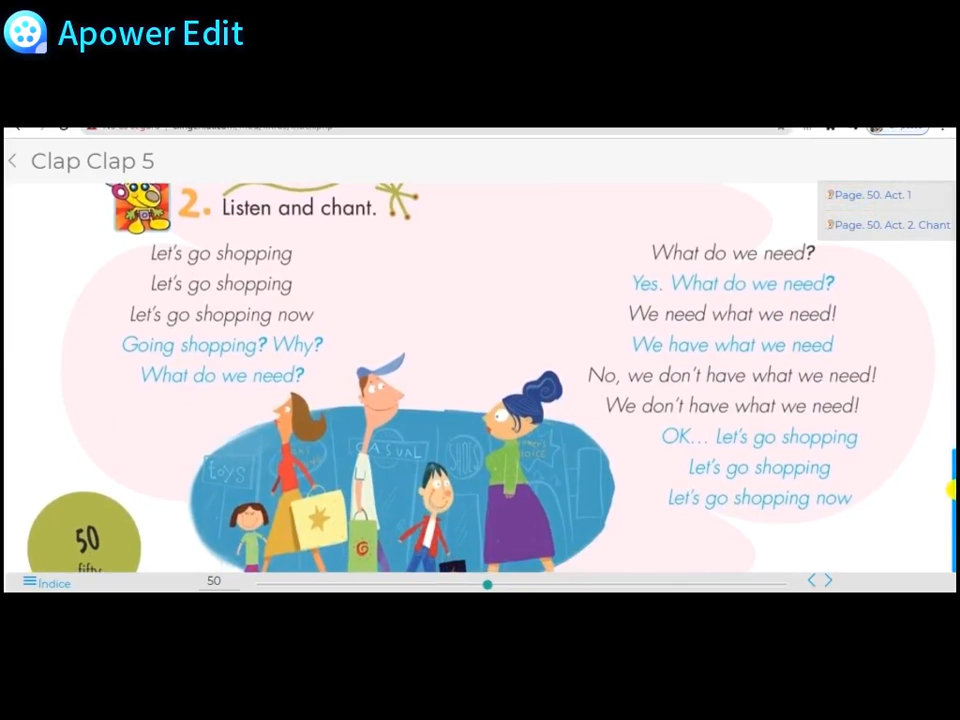 Apower Edit
Clap Clap 5
2. Listen and chant.
Page. 50. Act. 1
Page. 50. Act. 2. Chant
Let's go shopping
Let's go shopping
Let's go shopping now
Going shopping? Why?
What do we need?
What do we need?
Yes. What do we need?
We need what we need!
We have what we need
No, we don't have what we need!
We don't have what we need!
OK... Let's go shopping
Let's go shopping
Let's go shopping now
TOYS
CASUAL
50
fifty
Índice
50